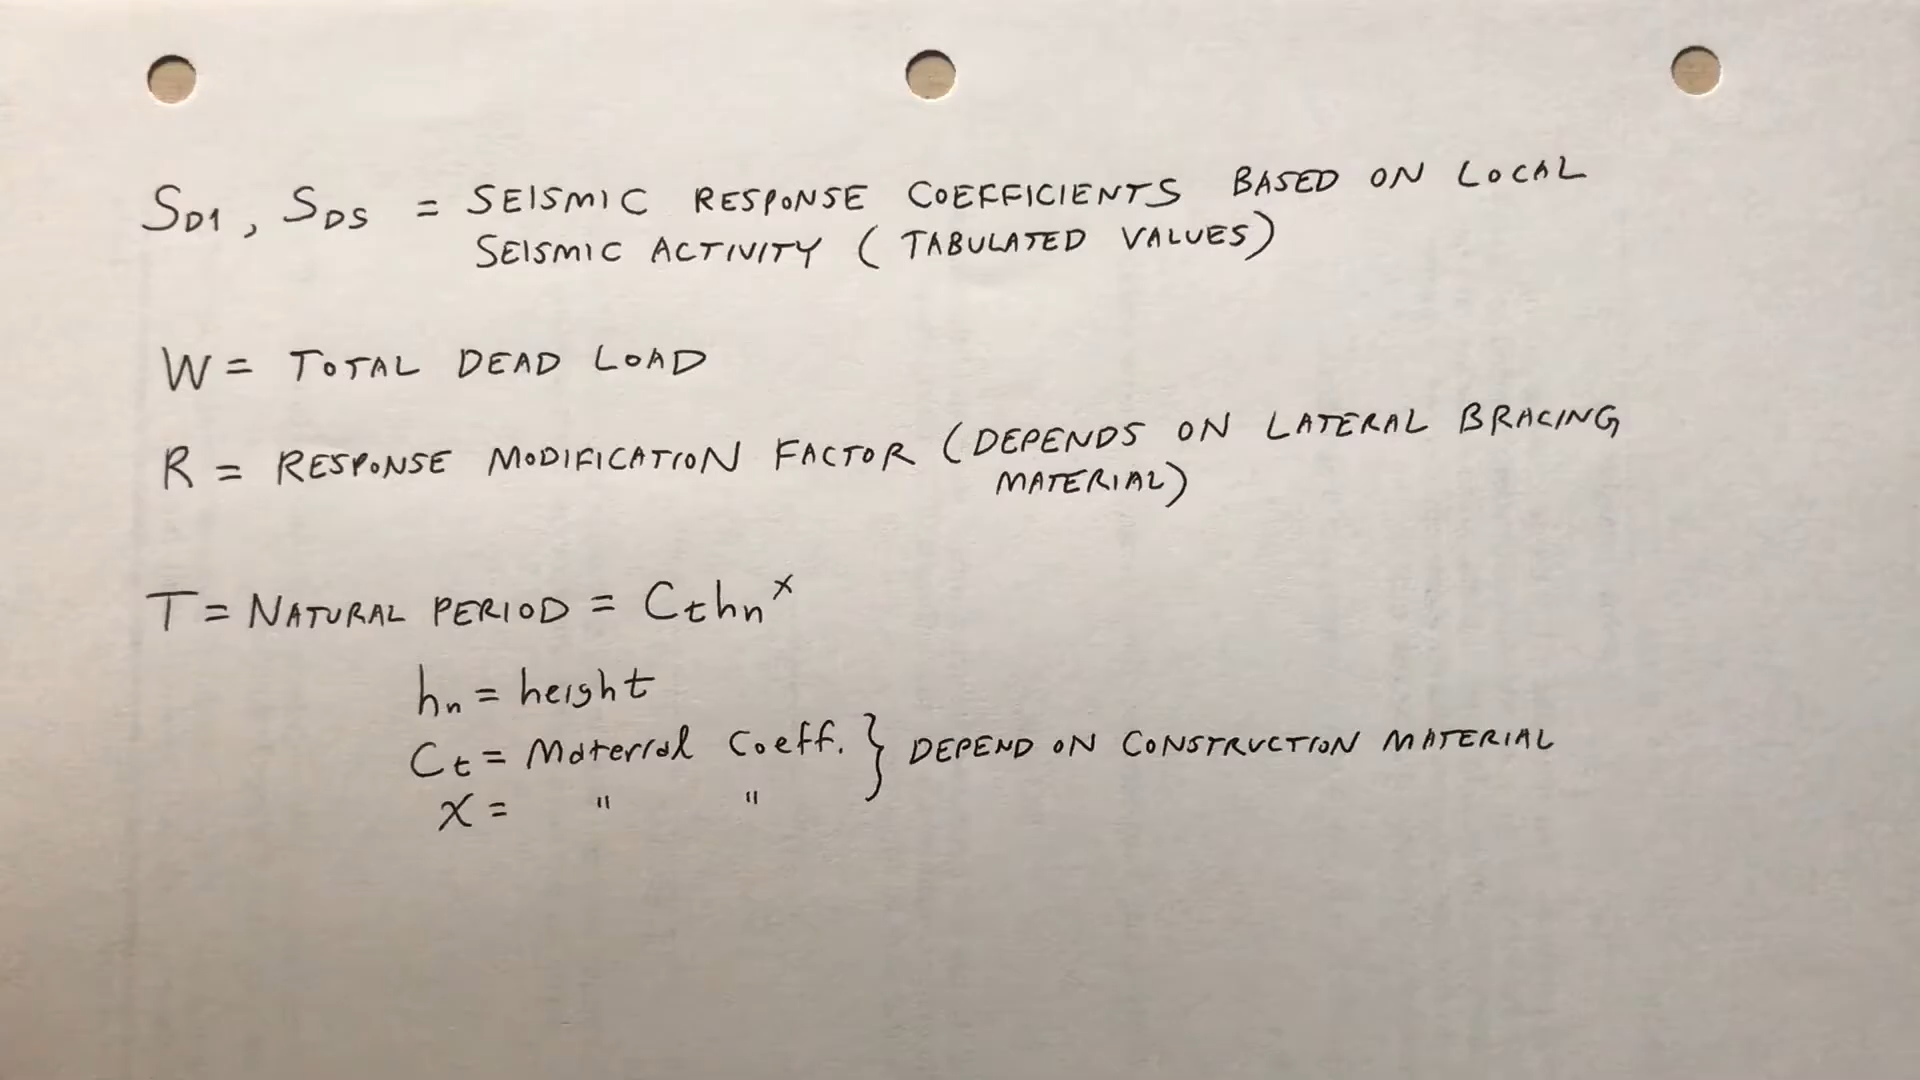 SD1, SDS = SEISMIC RESPONSE COEFFICIENTS BASED ON LOCAL
SEISMIC ACTIVITY (TABULATED VALUES)
W = TOTAL DEAD LOAD
R = RESPONSE MODIFICATION FACTOR (DEPENDS ON LATERAL BRACING
MATERIAL)
T = NATURAL PERIOD = Cthn^x
hn = height
Ct = Material Coeff. } DEPEND ON CONSTRUCTION MATERIAL
x = " "